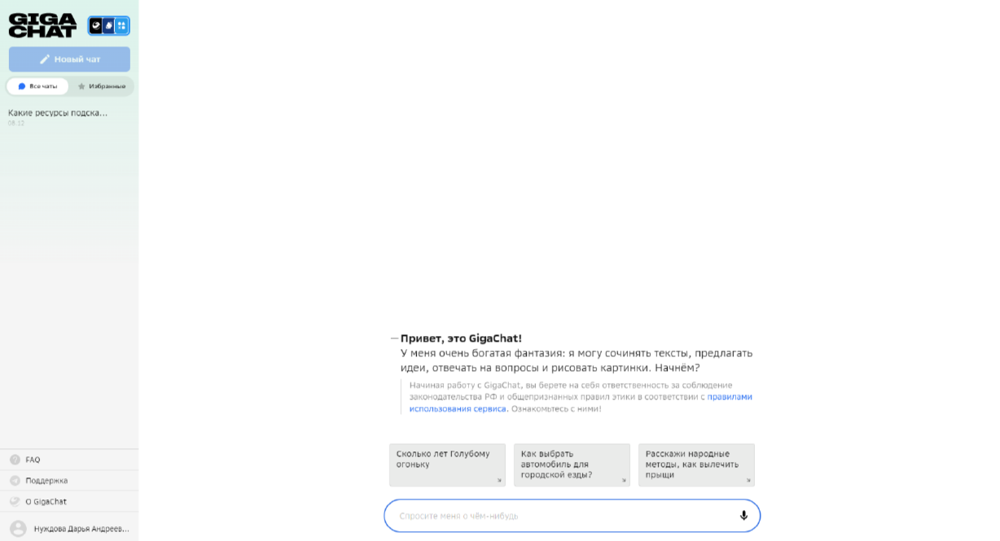 GIGA
CHAT
Новый чат
Все чаты
Избранные
Какие ресурсы подска...
08:12
Привет, это GigaChat!
У меня очень богатая фантазия: я могу сочинять тексты, предлагать
идеи, отвечать на вопросы и рисовать картинки. Начнём?
Начиная работу с GigaChat, вы берете на себя ответственность за соблюдение
законодательства РФ и общепризнанных правил этики в соответствии с правилами
использования сервиса. Ознакомьтесь с ними!
Сколько лет Голубому
огоньку
Как выбрать
автомобиль для
городской езды?
Расскажи народные
методы, как вылечить
прыщи
Спросите меня о чём-нибудь
FAQ
Поддержка
О GigaChat
Нуждова Дарья Андреев...